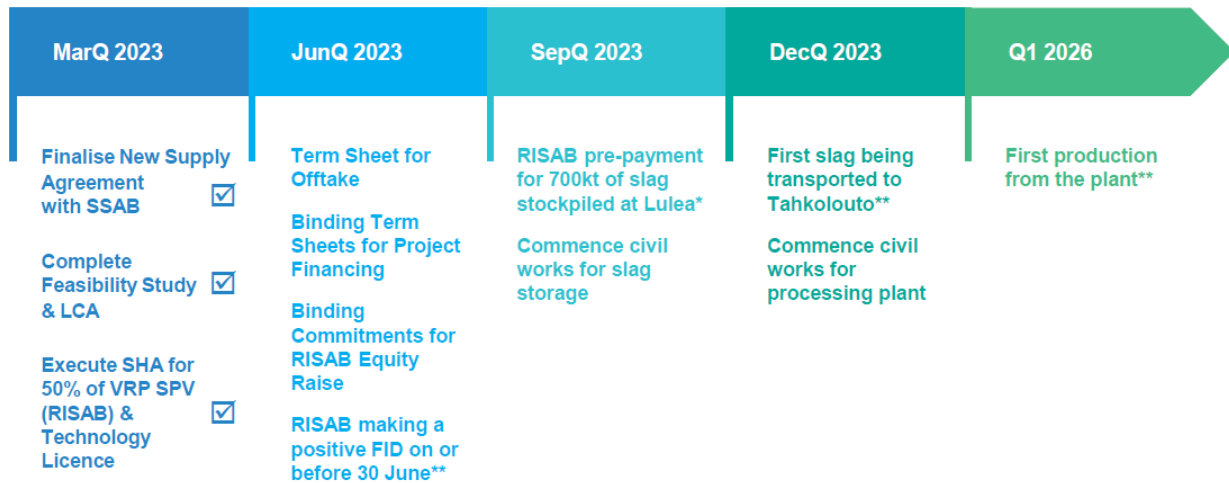 MarQ 2023
JunQ 2023
SepQ 2023
DecQ 2023
Q1 2026
Finalise New Supply
Agreement
with SSAB
Complete
Feasibility Study
& LCA
Execute SHA for
50% of VRP SPV
(RISAB) &
Technology
Licence
Term Sheet for
Offtake
Binding Term
Sheets for Project
Financing
Binding
Commitments for
RISAB Equity
Raise
RISAB making a
positive FID on or
before 30 June**
RISAB pre-payment
for 700kt of slag
stockpiled at Lulea*
Commence civil
works for slag
storage
First slag being
transported to
Tahkolouto**
Commence civil
works for
processing plant
First production
from the plant**